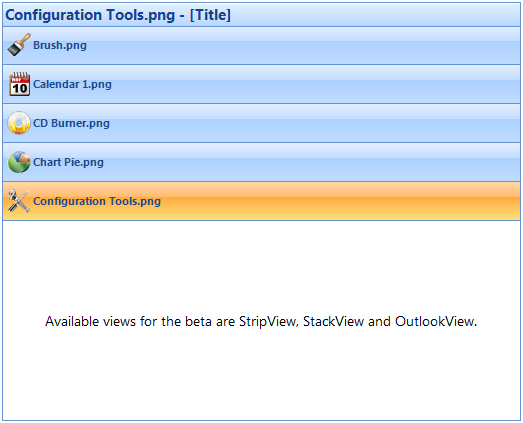 Configuration Tools.png - [Title]
Brush.png
Calendar 1.png
10
CD Burner.png
Chart Pie.png
Configuration Tools.png
Available views for the beta are StripView, StackView and OutlookView.